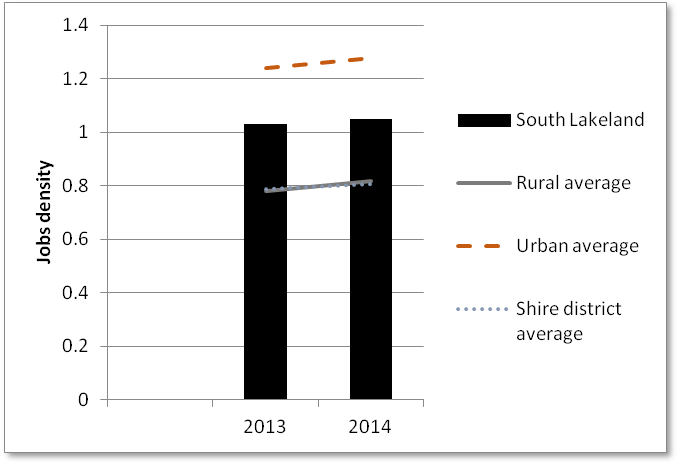 1.4
1.2
1
0.8
0.6
0.4
0.2
0
Jobs density
2013
2014
South Lakeland
Rural average
Urban average
Shire district
average